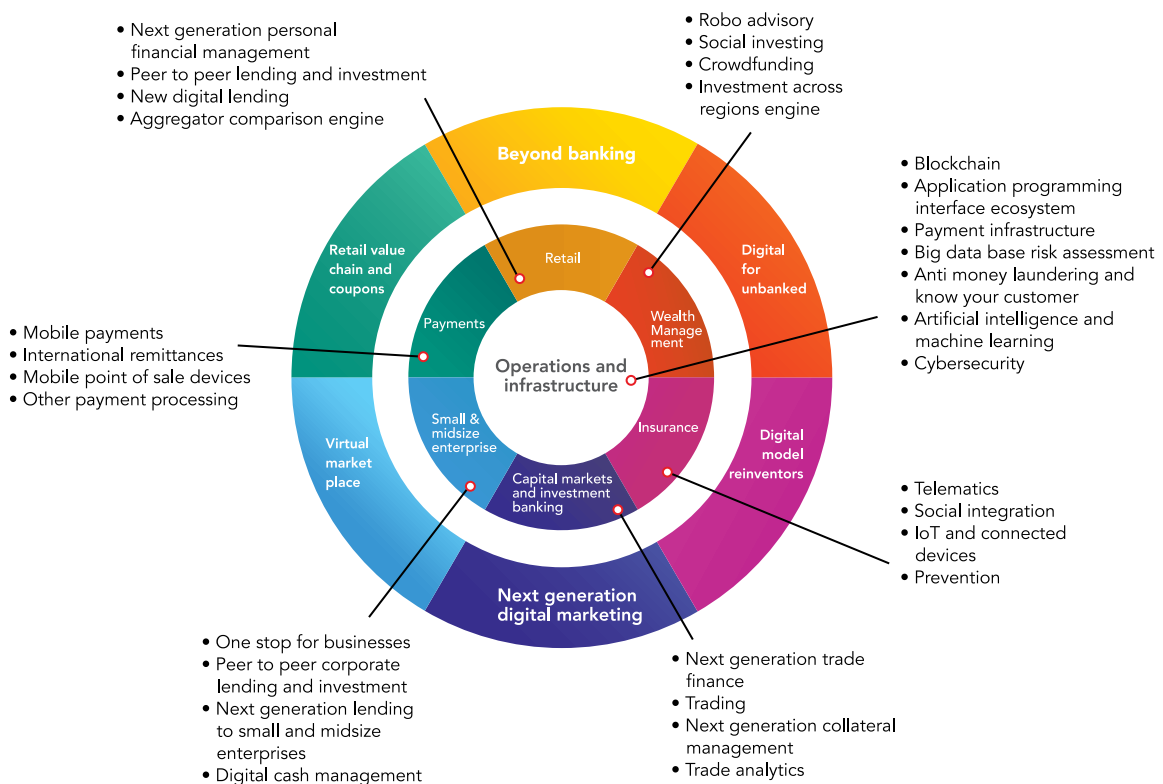 • Next generation personal
financial management
• Peer to peer lending and investment
• New digital lending
• Aggregator comparison engine
• Robo advisory
• Social investing
• Crowdfunding
• Investment across
regions engine
• Blockchain
• Application programming
interface ecosystem
• Payment infrastructure
• Big data base risk assessment
• Anti money laundering and
know your customer
• Artificial intelligence and
machine learning
• Cybersecurity
Beyond banking
Retail value
chain and
coupons
Digital
for
unbanked
Retail
Payments
Wealth
Manage
ment
• Mobile payments
• International remittances
• Mobile point of sale devices
• Other payment processing
Operations and
infrastructure
Small &
midsize
enterprise
Insurance
Capital markets
and investment
banking
Virtual
market
place
Digital
model
reinventors
Next generation
digital marketing
• Telematics
• Social integration
• IoT and connected
devices
• Prevention
• One stop for businesses
• Peer to peer corporate
lending and investment
• Next generation lending
to small and midsize
enterprises
• Digital cash management
• Next generation trade
finance
• Trading
• Next generation collateral
management
• Trade analytics